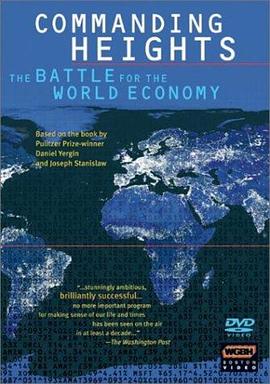 COMMANDING
HEIGHTS
THE BATTLE FOR THE
WORLD ECONOMY
Based on the book by
Pulitzer Prize-winner
Daniel Yergin
and Joseph Stanislaw
"...stunningly ambitious,
brilliantly successful...
no more important program
for making sense of our life and times
has been seen on the air
in at least a decade..."
—The Washington Post
DVD
VIDEO
WGBH
BOSTON
VIDEO